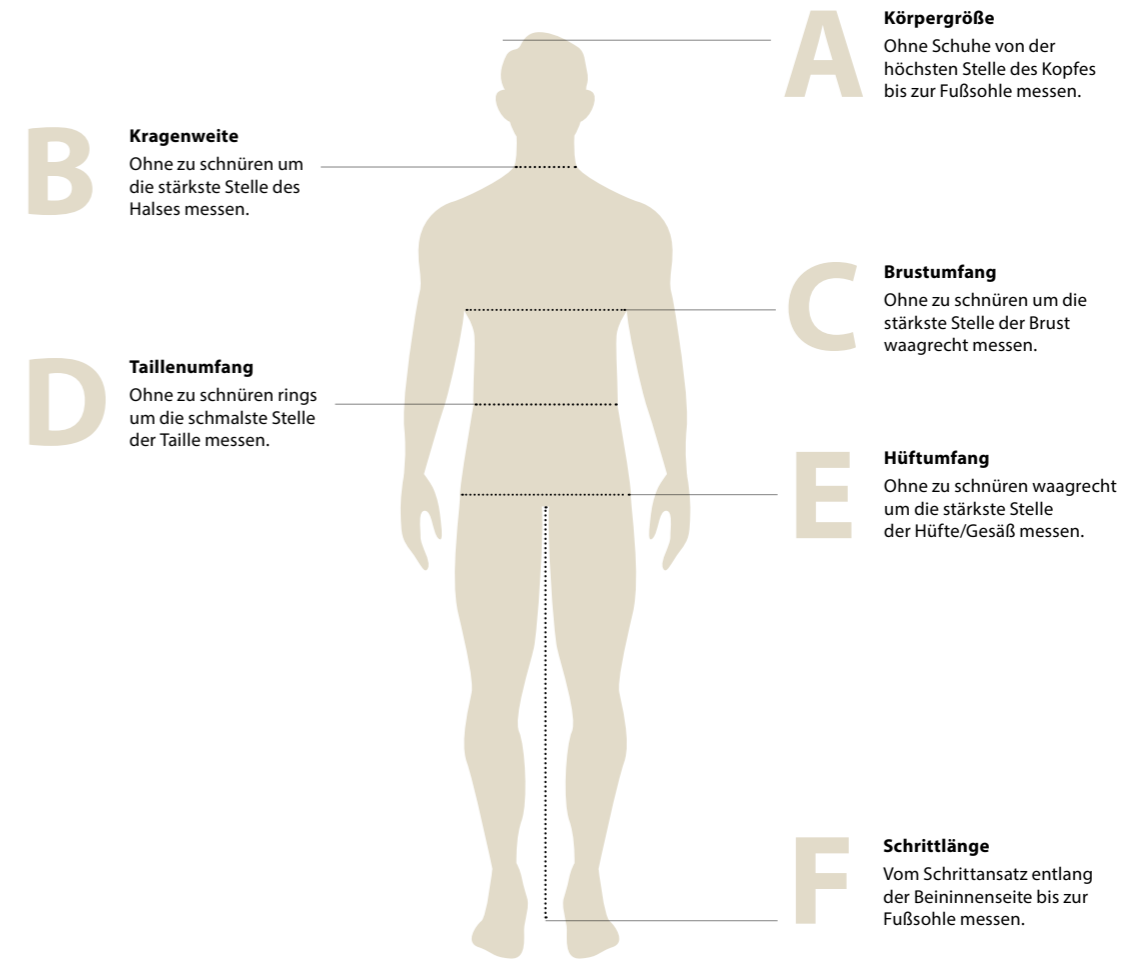 A
Körpergröße
Ohne Schuhe von der
höchsten Stelle des Kopfes
bis zur Fußsohle messen.
B
Kragenweite
Ohne zu schnüren um
die stärkste Stelle des
Halses messen.
C
Brustumfang
Ohne zu schnüren um die
stärkste Stelle der Brust
waagrecht messen.
D
Taillenumfang
Ohne zu schnüren rings
um die schmalste Stelle
der Taille messen.
E
Hüftumfang
Ohne zu schnüren waagrecht
um die stärkste Stelle
der Hüfte/Gesäß messen.
F
Schrittlänge
Vom Schrittansatz entlang
der Beininnenseite bis zur
Fußsohle messen.